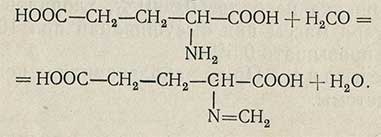 HOOC—CH₂—CH₂—CH—COOH + H₂CO =
NH₂
= HOOC—CH₂—CH₂—CH—COOH + H₂O.
N=CH₂